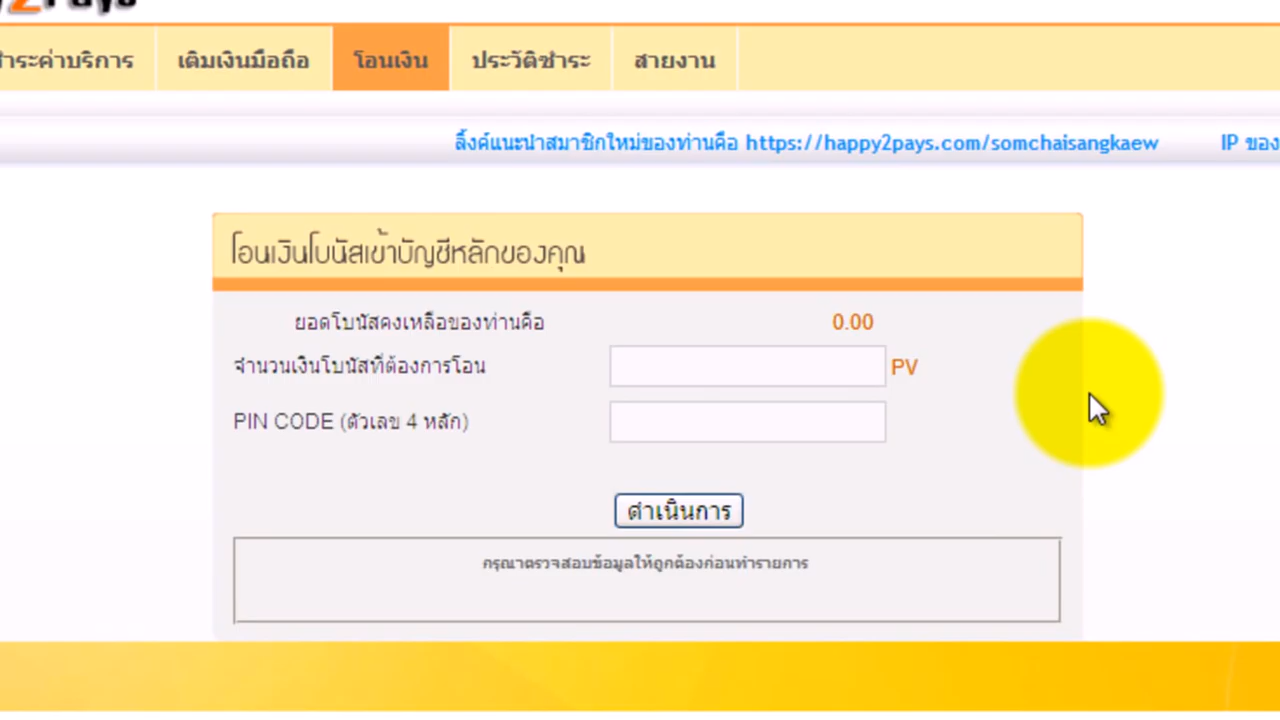 ชำระค่าบริการ เติมเงินมือถือ โอนเงิน ประวัติชำระ สายงาน
ลิ้งค์แนะนำสมาชิกใหม่ของท่านคือ https://happy2pays.com/somchaisangkaew IP ของ
โอนเงินโบนัสเข้าบัญชีหลักของคุณ
ยอดโบนัสคงเหลือของท่านคือ 0.00
จำนวนเงินโบนัสที่ต้องการโอน PV
PIN CODE (ตัวเลข 4 หลัก)
ดำเนินการ
กรุณาตรวจสอบข้อมูลให้ถูกต้องก่อนทำรายการ